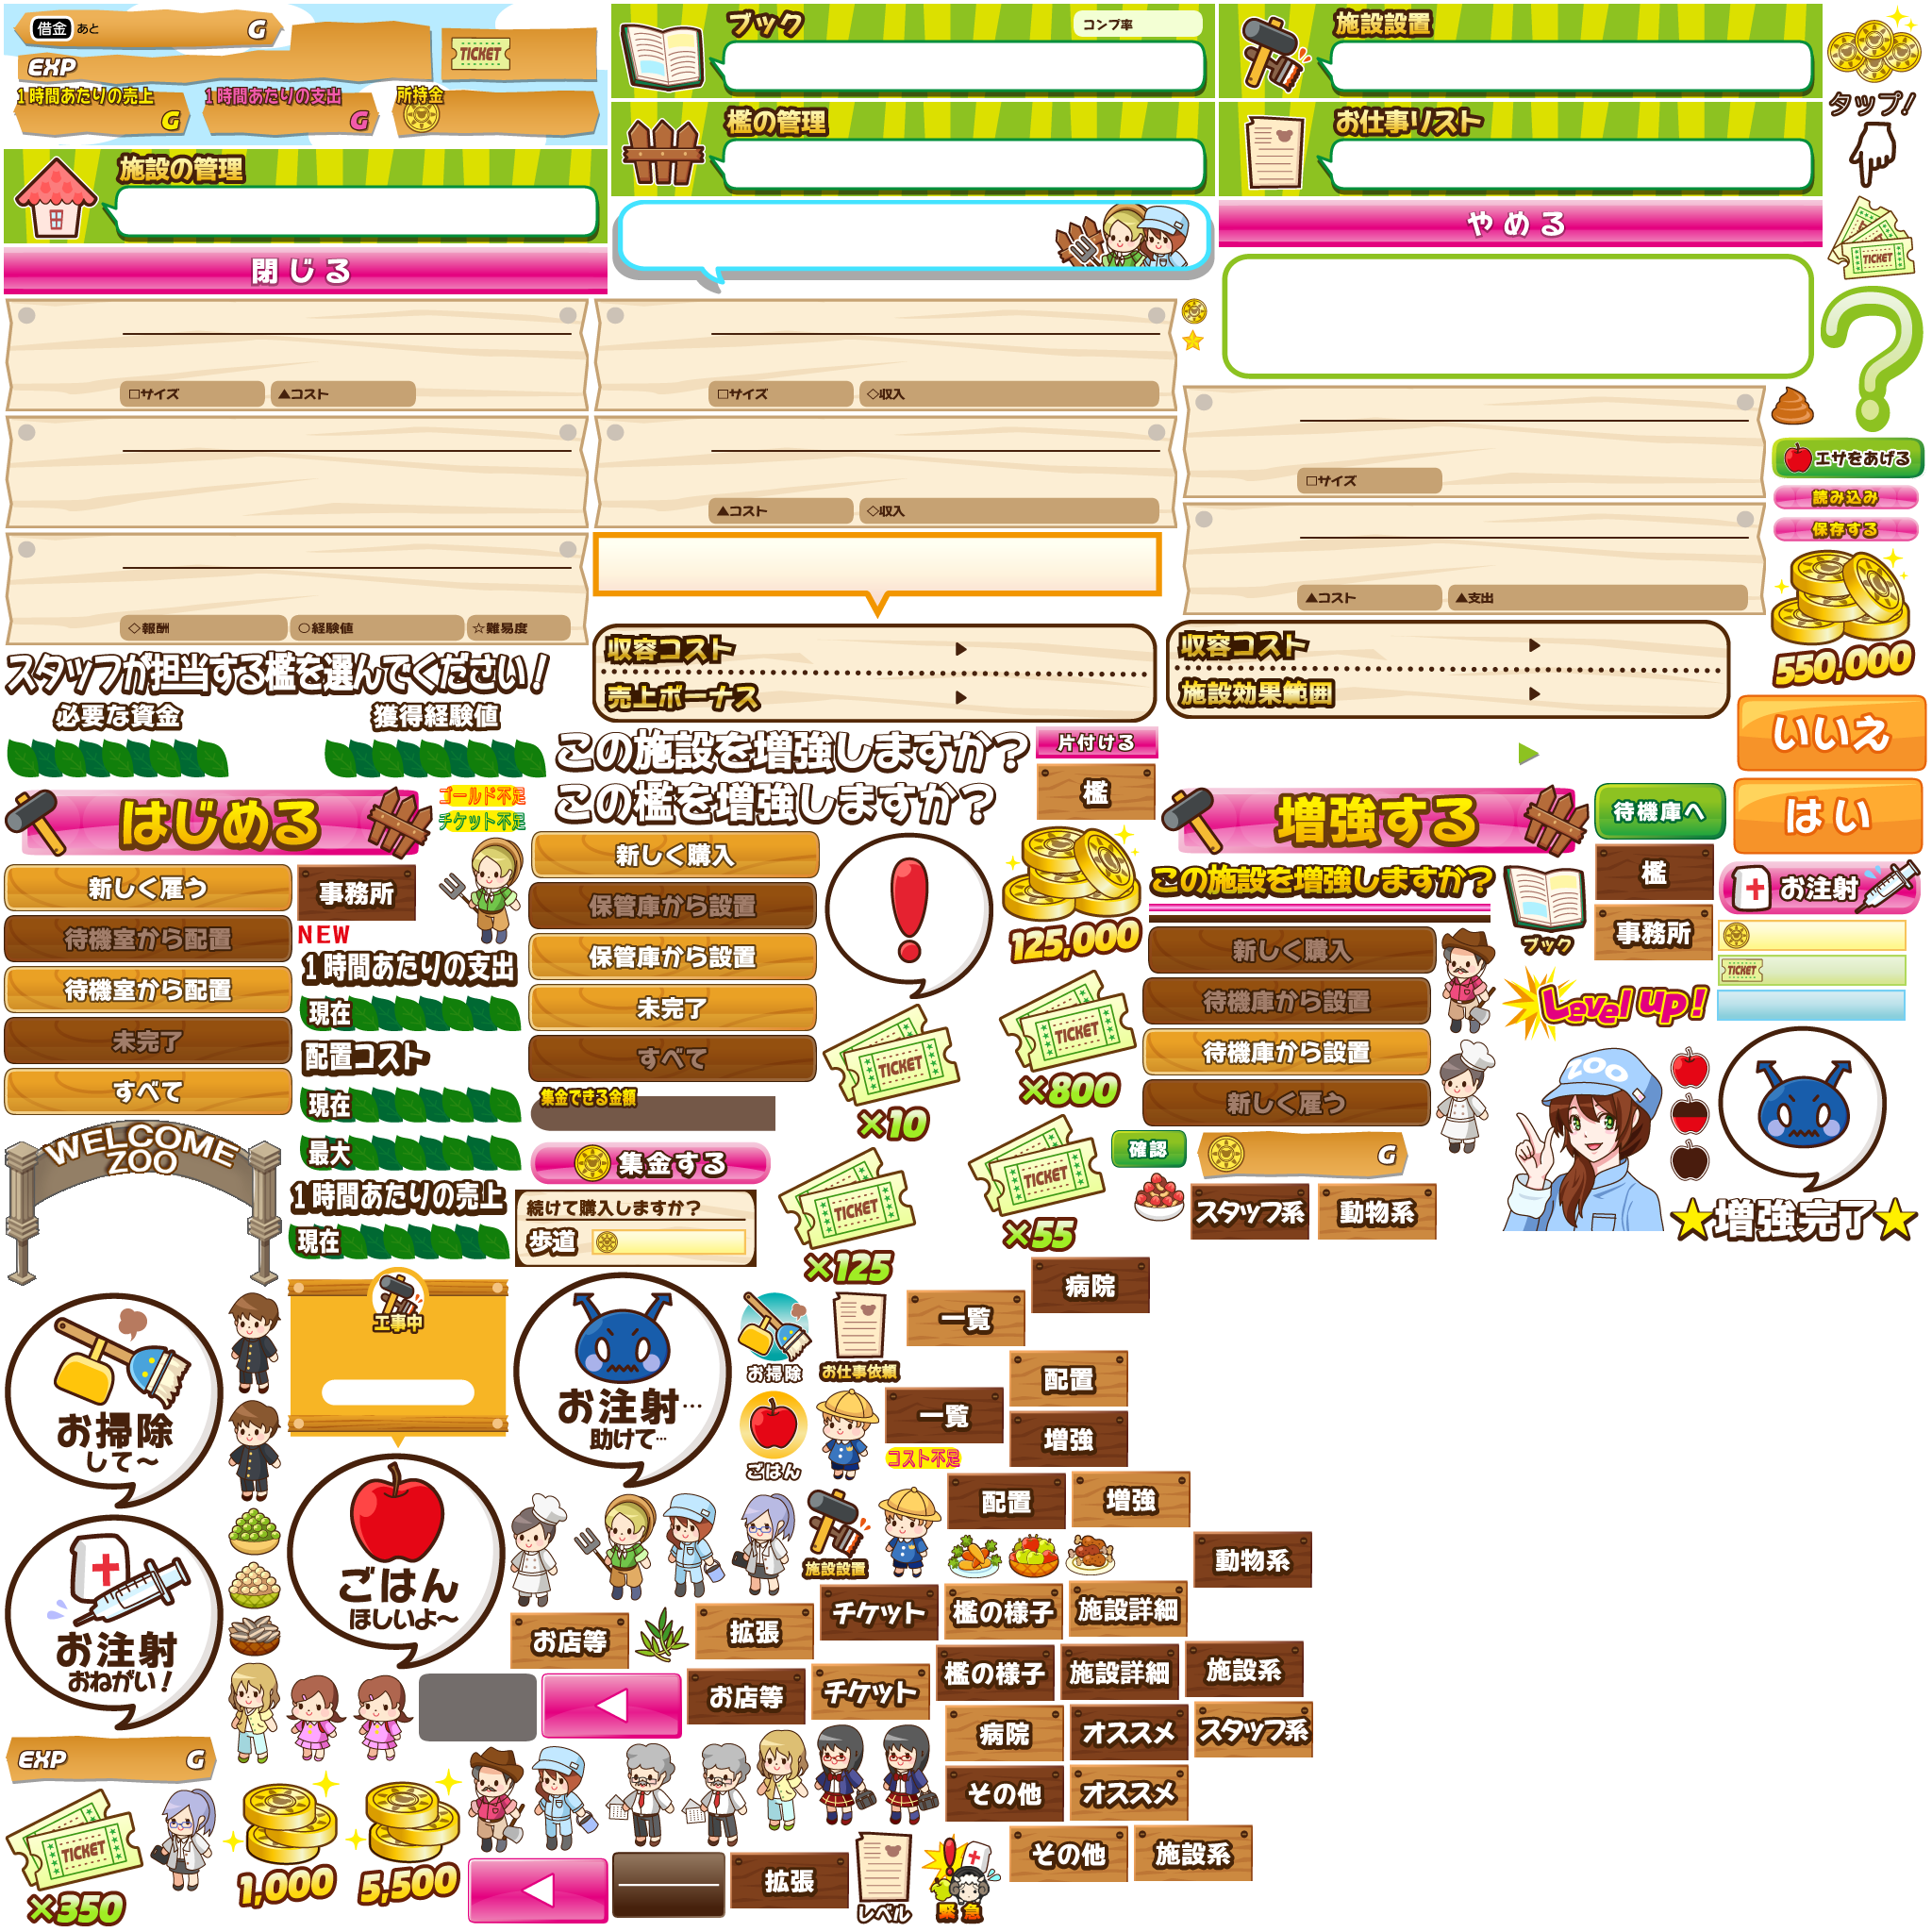 借金 あと G
EXP
TICKET
1時間あたりの売上 G
1時間あたりの支出 G
所持金
施設の管理
閉じる
ブック
コンプ率
檻の管理
施設設置
お仕事リスト
やめる
タップ!
TICKET
□サイズ
▲コスト
□サイズ
◇収入
▲コスト
◇収入
□サイズ
▲コスト
▲支出
◇報酬
○経験値
☆難易度
エサをあげる
読み込み
保存する
550,000
スタッフが担当する檻を選んでください!
必要な資金
獲得経験値
収容コスト
売上ボーナス
収容コスト
施設効果範囲
いいえ
はい
この施設を増強しますか?
この檻を増強しますか?
片付ける
檻
はじめる
ゴールド不足
チケット不足
増強する
待機庫へ
この施設を増強しますか?
檻
事務所
お注射
ブック
TICKET
Level up!
新しく雇う
待機室から配置
待機室から配置
未完了
すべて
事務所
NEW
1時間あたりの支出
現在
配置コスト
現在
最大
1時間あたりの売上
現在
新しく購入
保管庫から設置
保管庫から設置
未完了
すべて
集金できる金額
集金する
続けて購入しますか?
歩道
125,000
TICKET
×10
TICKET
×800
TICKET
×125
TICKET
×55
新しく購入
待機庫から設置
待機庫から設置
新しく雇う
確認
G
スタッフ系
動物系
ZOO
★増強完了★
WELCOME
ZOO
お掃除
して～
工事中
お注射…
助けて…
お掃除
お仕事依頼
ごはん
一覧
病院
配置
一覧
増強
コスト不足
配置
増強
動物系
施設設置
お注射
おねがい!
ごはん
ほしいよ～
お店等
拡張
チケット
檻の様子
施設詳細
お店等
チケット
檻の様子
施設詳細
施設系
病院
オススメ
スタッフ系
その他
オススメ
その他
施設系
EXP G
TICKET
×350
1,000
5,500
拡張
レベル
緊急